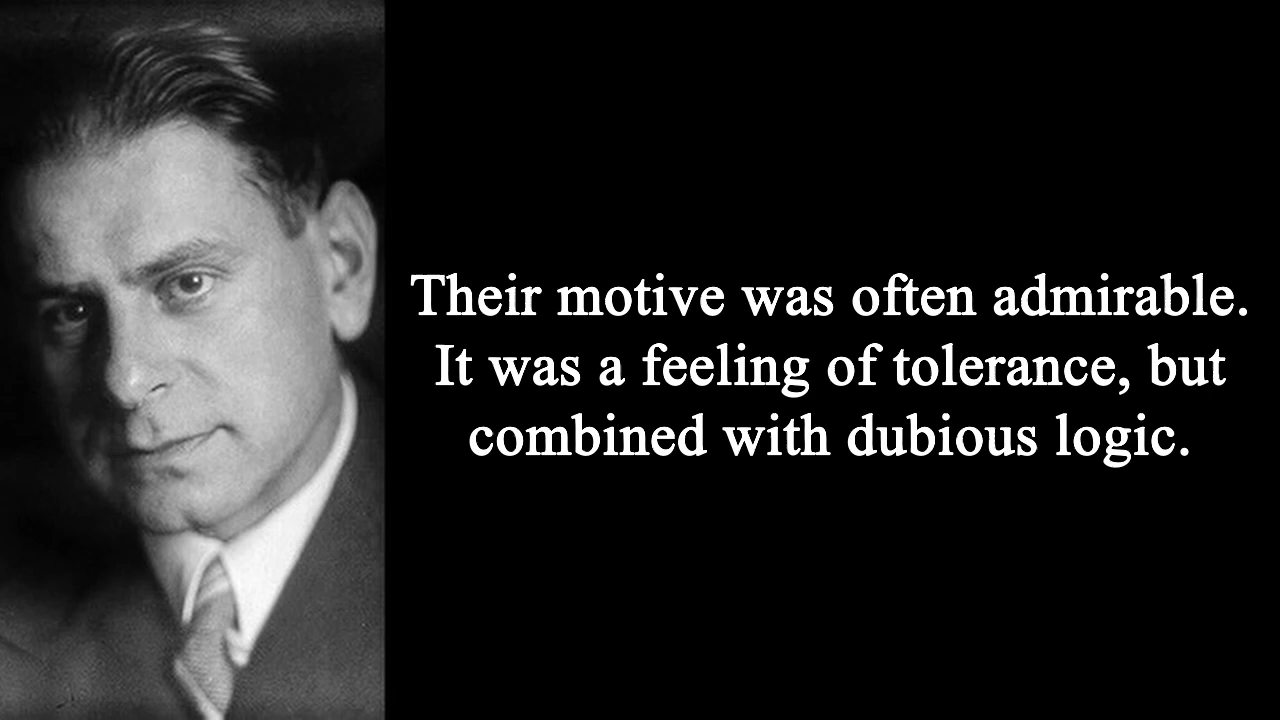 Their motive was often admirable.
It was a feeling of tolerance, but
combined with dubious logic.